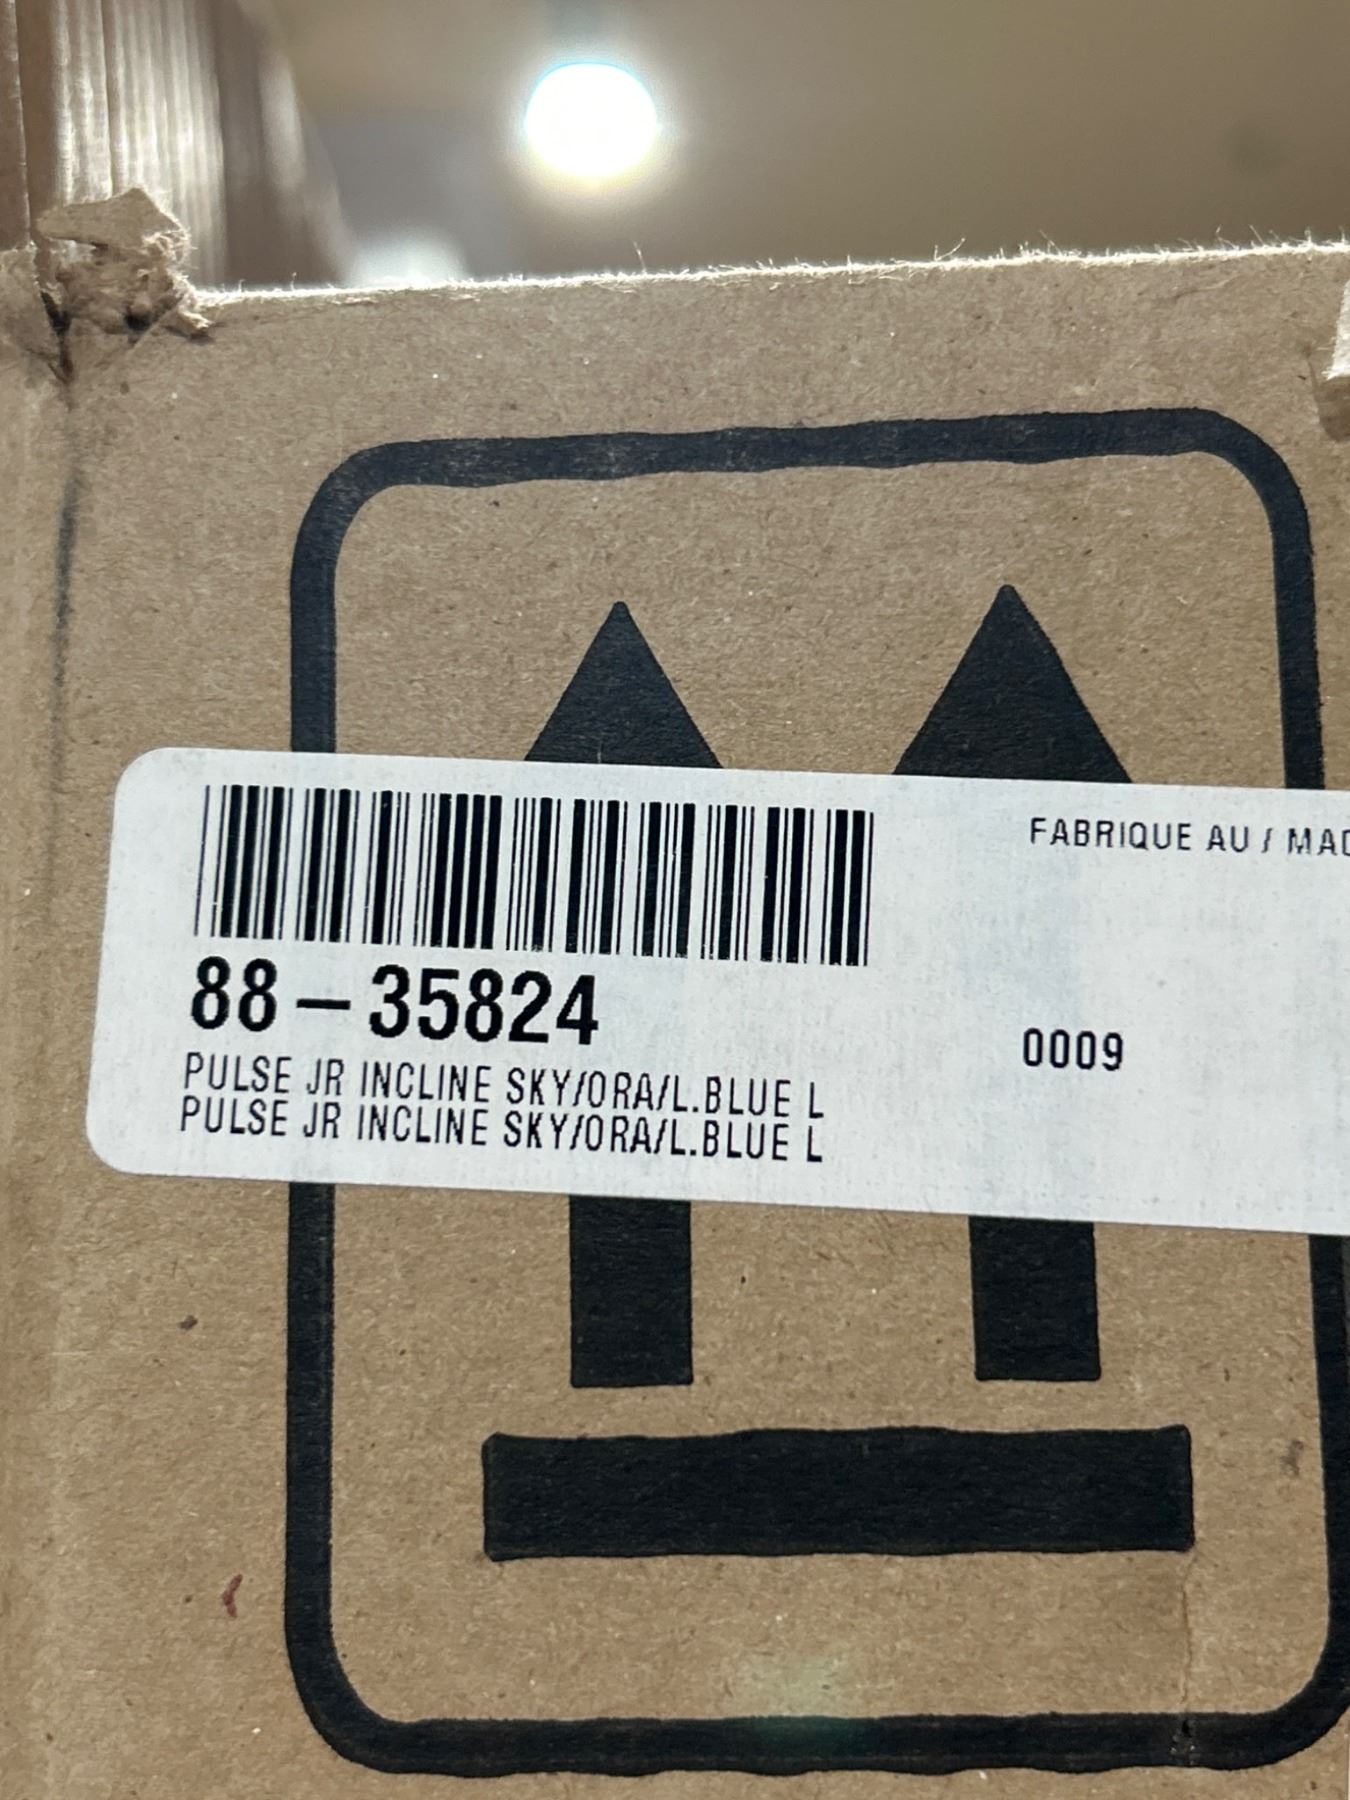 FABRIQUE AU / MAD
88-35824
0009
PULSE JR INCLINE SKY/ORA/L.BLUE L
PULSE JR INCLINE SKY/ORA/L.BLUE L